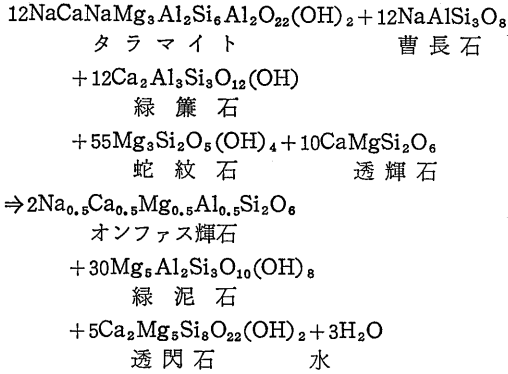 12NaCaNaMg₃Al₂Si₆Al₂O₂₂(OH)₂+12NaAlSi₃O₈
タラマイト 曹長石
+12Ca₂Al₃Si₃O₁₂(OH)
緑簾石
+55Mg₃Si₂O₅(OH)₄+10CaMgSi₂O₆
蛇紋石 透輝石
⇒2Na₀.₅Ca₀.₅Mg₀.₅Al₀.₅Si₂O₆
オンファス輝石
+30Mg₅Al₂Si₃O₁₀(OH)₈
緑泥石
+5Ca₂Mg₅Si₈O₂₂(OH)₂+3H₂O
透閃石 水